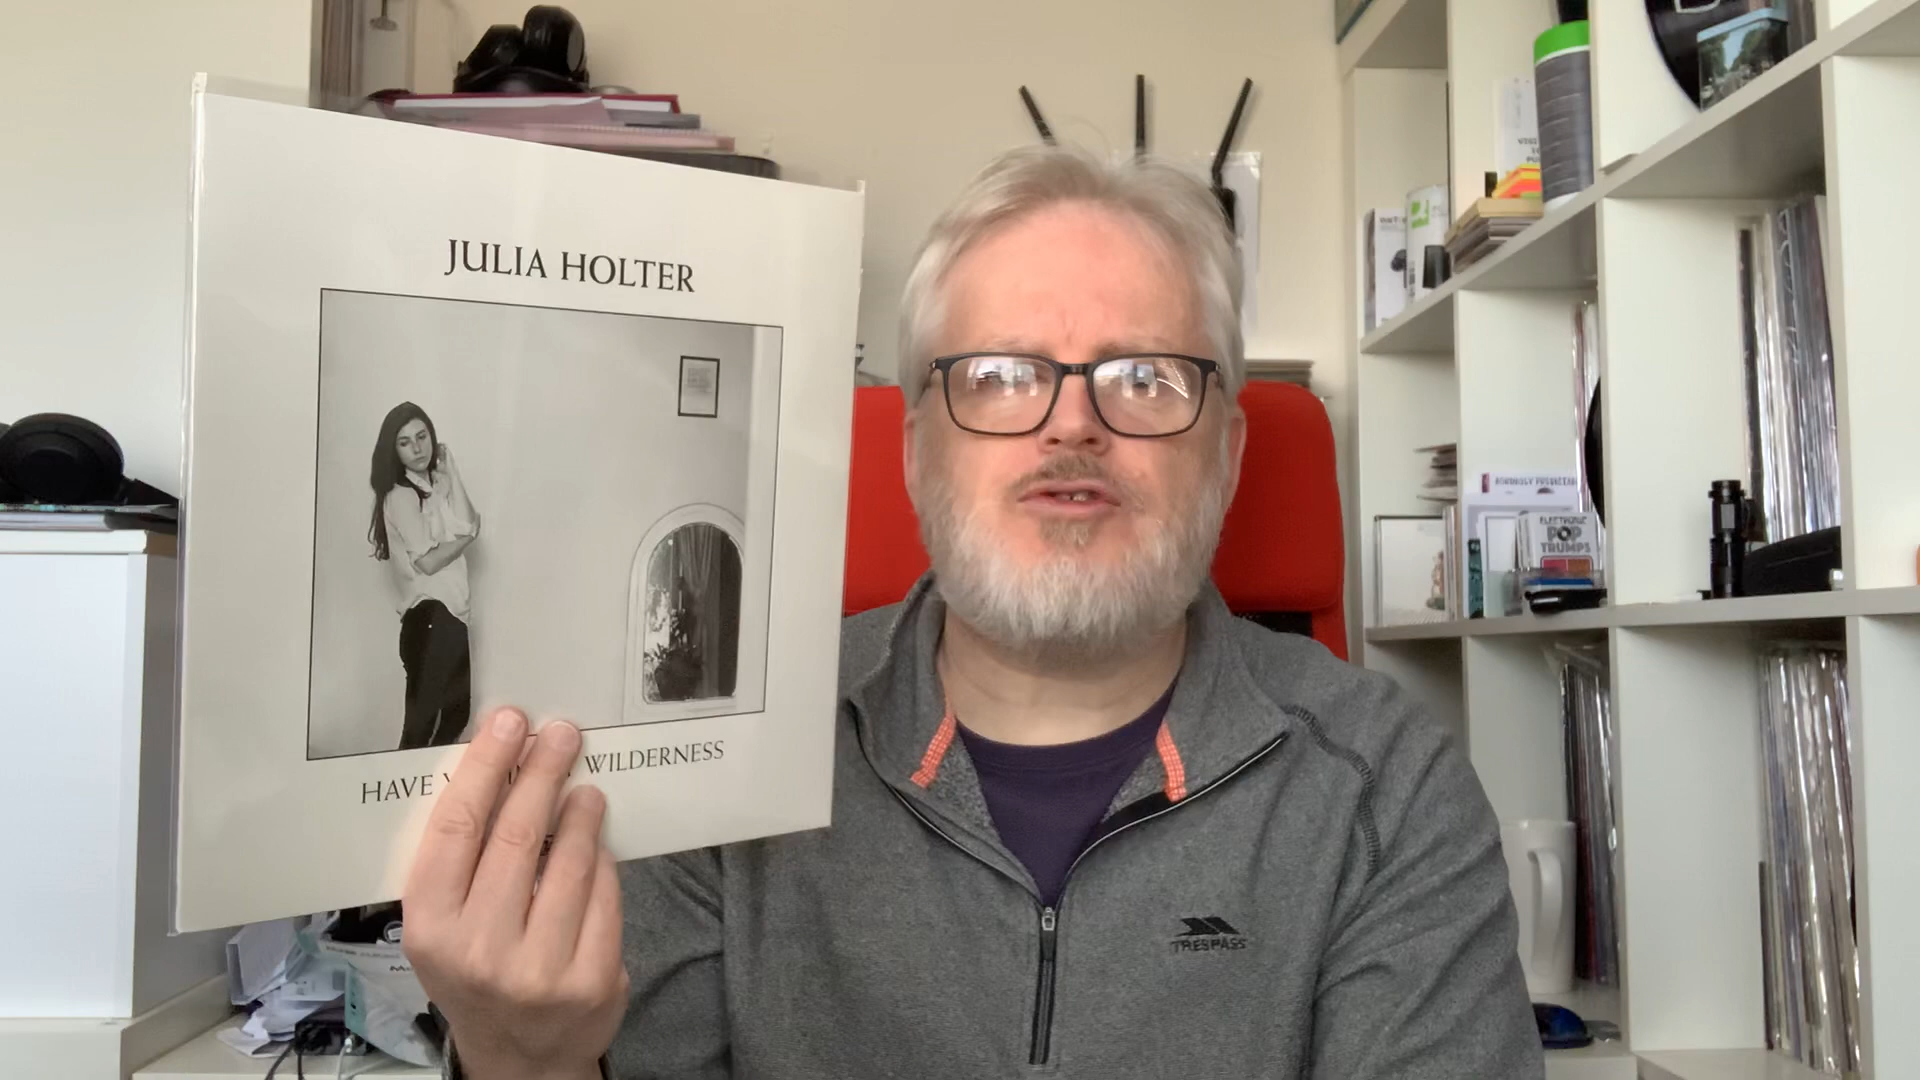 JULIA HOLTER
HAVE
WILDERNESS
TRESPASS
ELECTRONIC
POP
TRUMPS